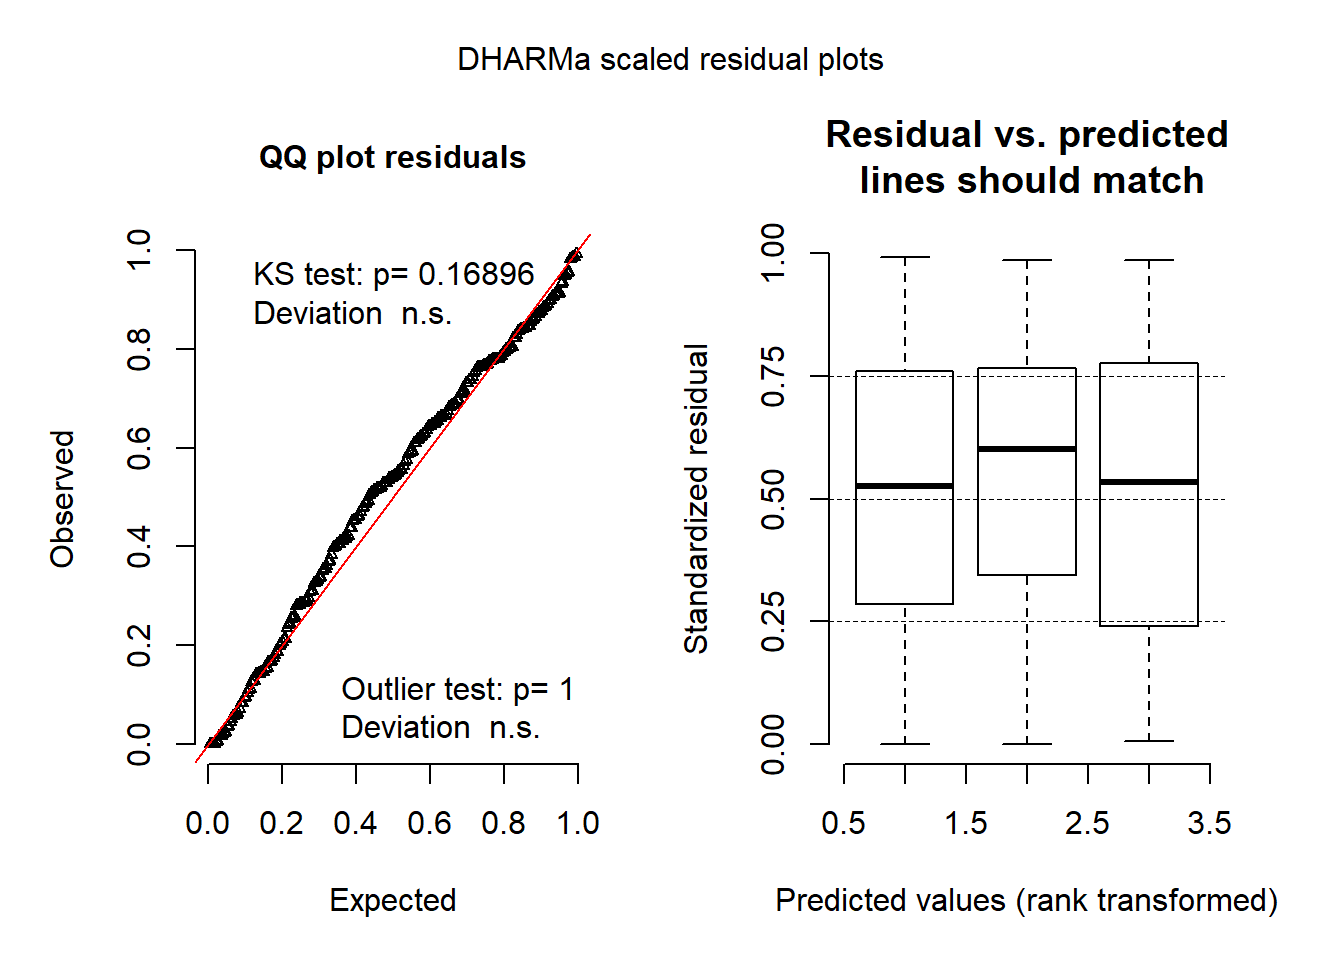 DHARMa scaled residual plots
QQ plot residuals
KS test: p= 0.16896
Deviation n.s.
Outlier test: p= 1
Deviation n.s.
Observed
0.0 0.2 0.4 0.6 0.8 1.0
0.0 0.2 0.4 0.6 0.8 1.0
Expected
Residual vs. predicted
lines should match
Standardized residual
0.00 0.25 0.50 0.75 1.00
0.5 1.5 2.5 3.5
Predicted values (rank transformed)